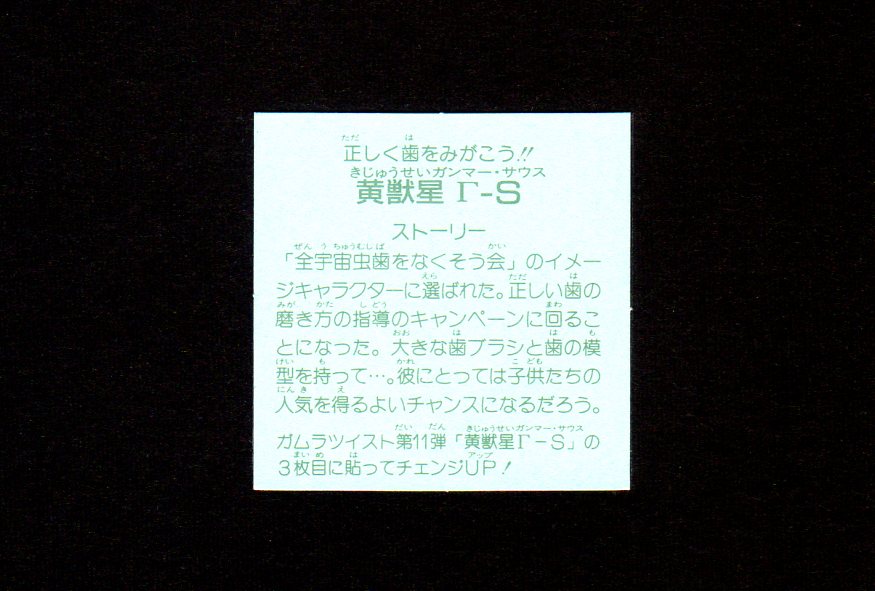 正しく歯をみがこう!!
きじゅうせいガンマー・サウス
黄獣星 Γ-S
ストーリー
「全宇宙虫歯をなくそう会」のイメー
ジキャラクターに選ばれた。正しい歯の
磨き方の指導のキャンペーンに回るこ
とになった。大きな歯ブラシと歯の模
型を持って…。彼にとっては子供たちの
人気を得るよいチャンスになるだろう。
ガムラツイスト第11弾「黄獣星Γ-S」の
3枚目に貼ってチェンジUP!